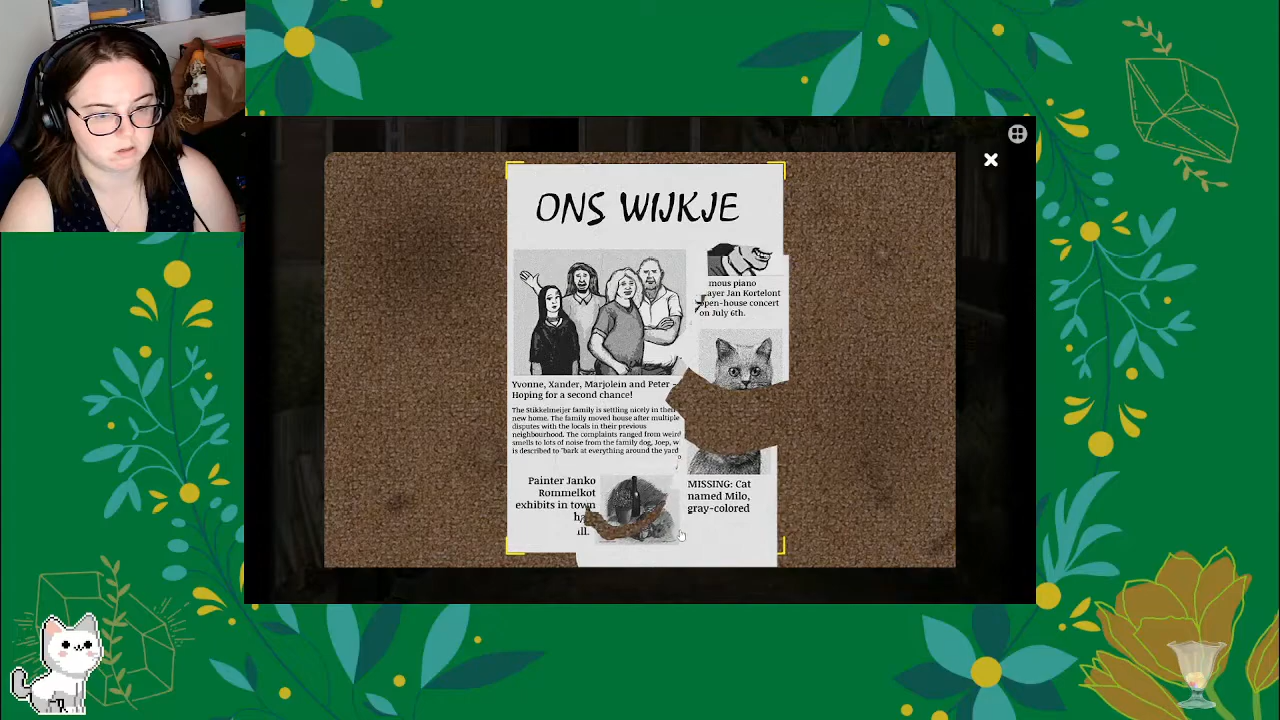 ONS WIJKJE
mous piano
ayer Jan Kortelont
open-house concert
on July 6th.
Yvonne, Xander, Marjolein and Peter -
Hoping for a second chance!
The Stikkelmeijer family is settling nicely in their
new home. The family moved house after multiple
disputes with the locals in their previous
neighbourhood. The complaints ranged from weird
smells to lots of noise from the family dog, Joep, w
is described to "bark at everything around the yard
Painter Janko
Rommelkot
exhibits in town
ha
ill.
MISSING: Cat
named Milo,
gray-colored